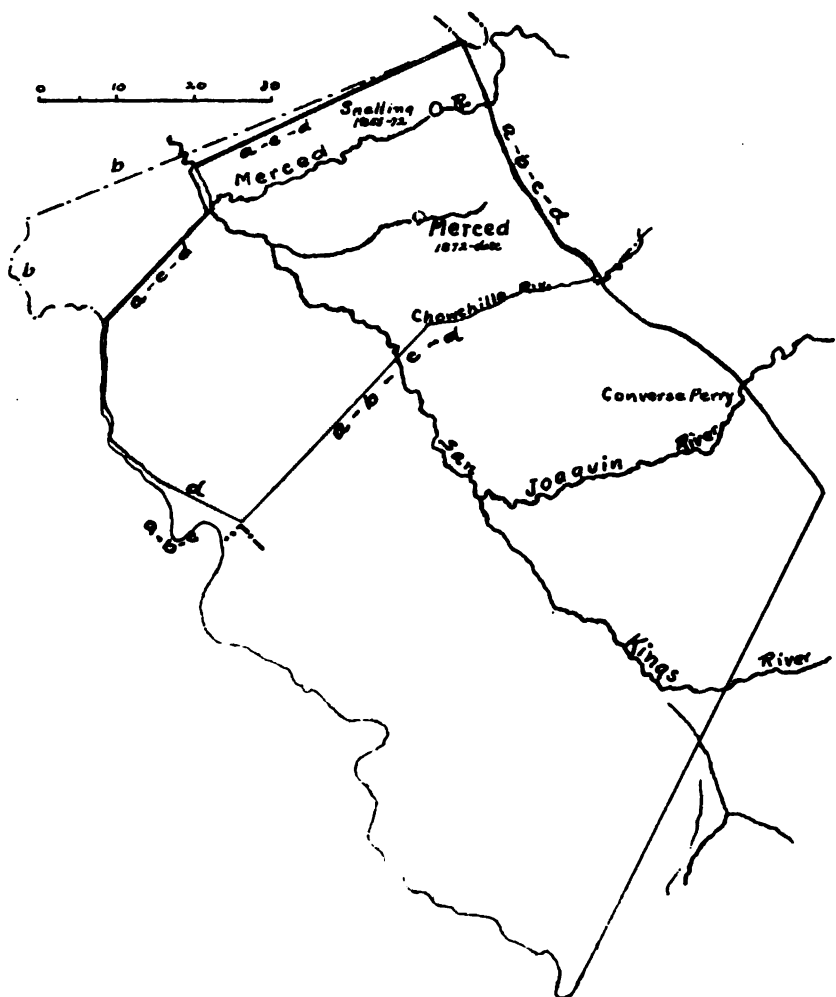 0 10 20 30
Snelling
1855-72
R.
a-c-d
Merced
b
a-b-c-d
Merced
1872-date
b
a-c-d
Chowchilla Riv.
a-b-c-d
Converse Ferry
San
Joaquin
River
d
a-b-c
Kings
River